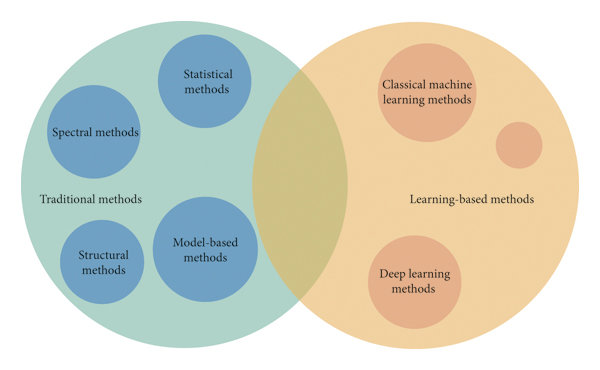 Statistical
methods
Spectral methods
Traditional methods
Structural
methods
Model-based
methods
Classical machine
learning methods
Learning-based methods
Deep learning
methods